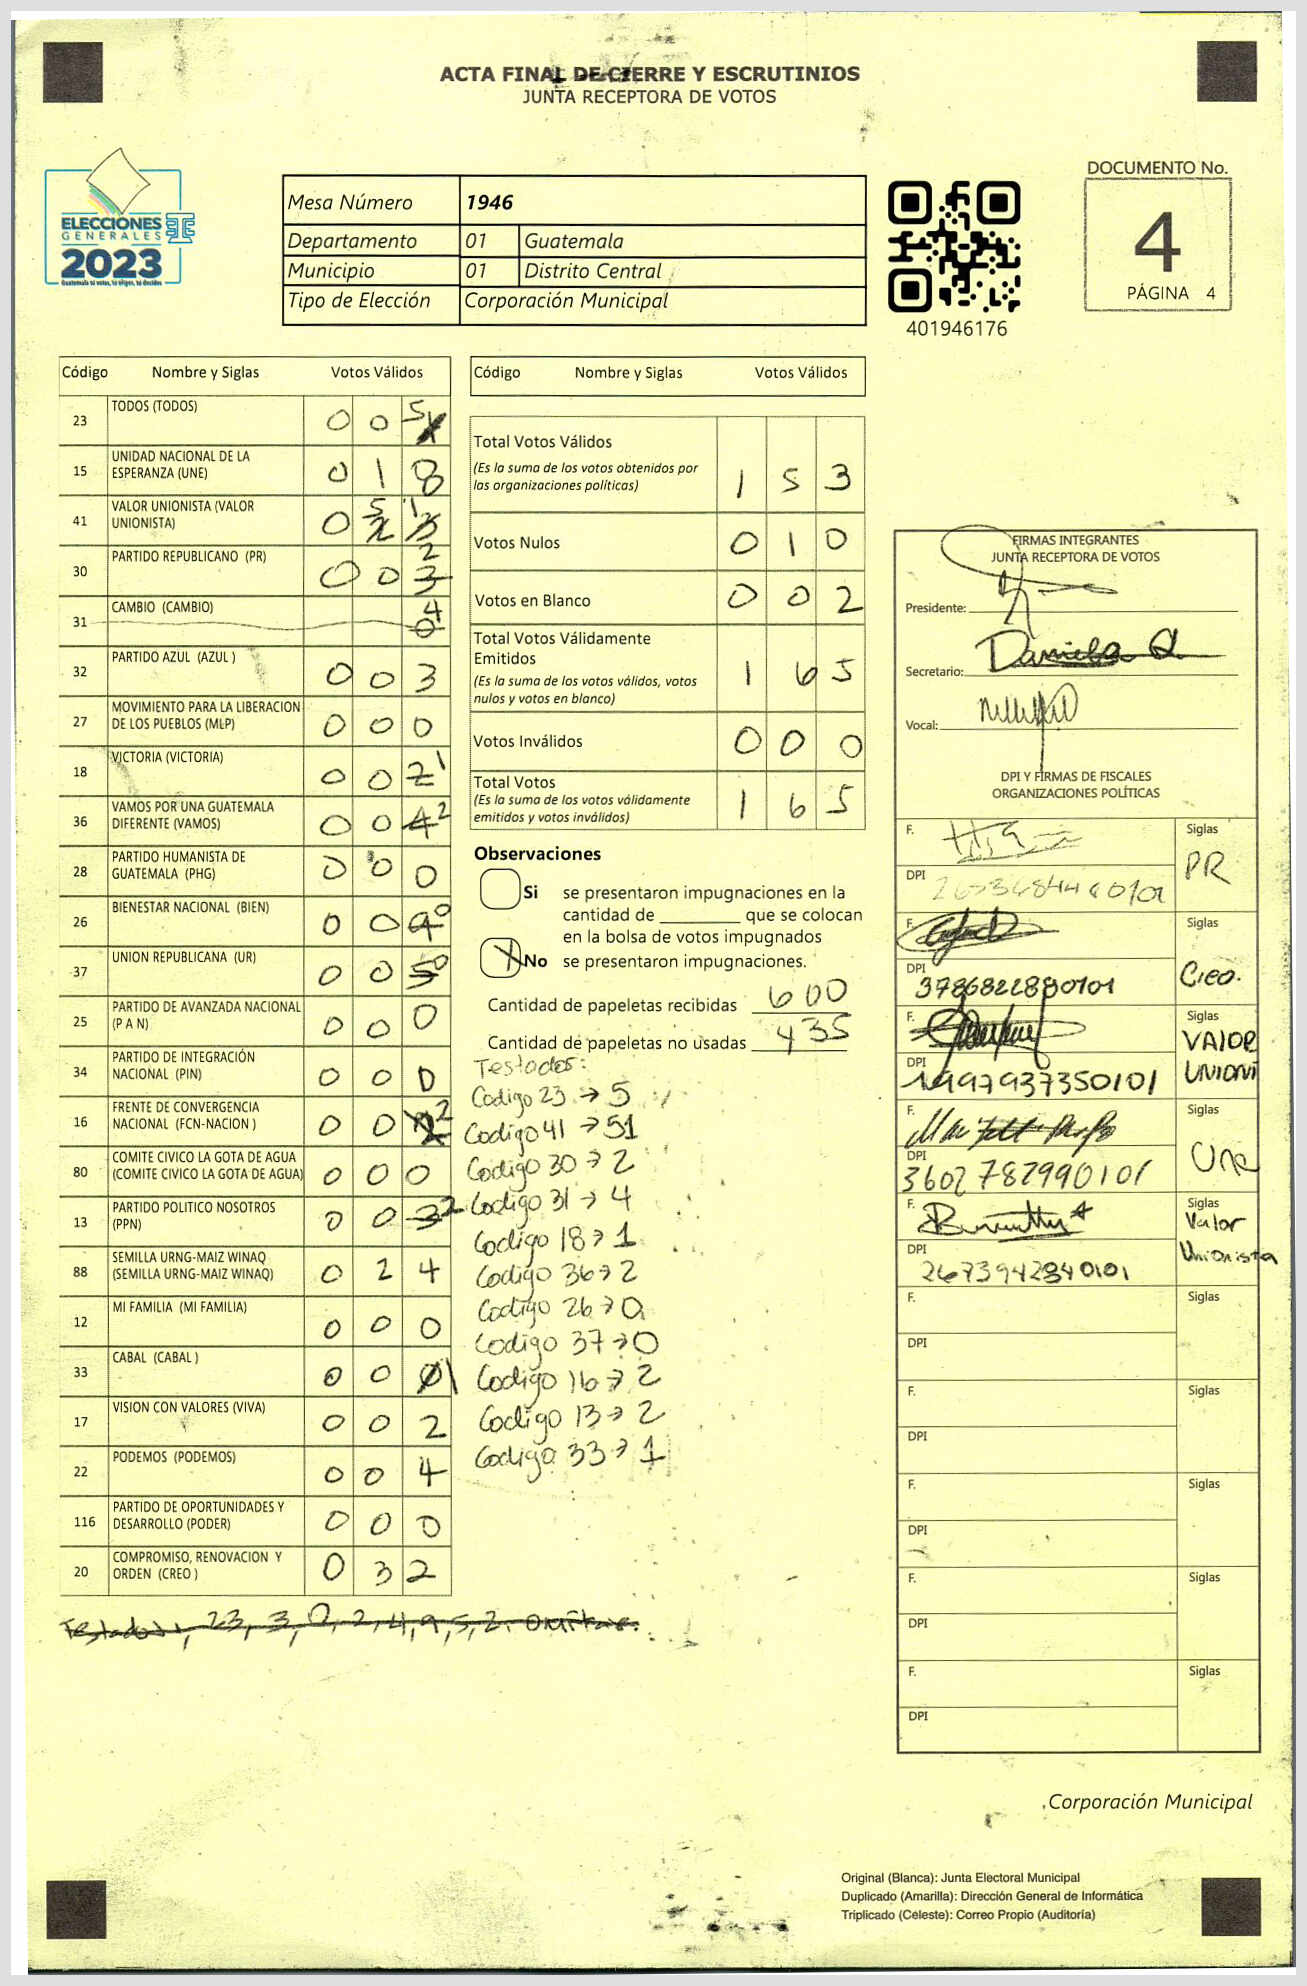 ACTA FINAL DE CIERRE Y ESCRUTINIOS
JUNTA RECEPTORA DE VOTOS
ELECCIONES
GENERALES
2023
Guatemala tú votas, tú eliges, tú decides
Mesa Número 1946
Departamento 01 Guatemala
Municipio 01 Distrito Central
Tipo de Elección Corporación Municipal
401946176
DOCUMENTO No.
4
PÁGINA 4
Código Nombre y Siglas Votos Válidos
23 TODOS (TODOS) 0 0 5
15 UNIDAD NACIONAL DE LA
ESPERANZA (UNE) 0 1 8
41 VALOR UNIONISTA (VALOR
UNIONISTA) 0 5 1
30 PARTIDO REPUBLICANO (PR) 0 0 3 2
31 CAMBIO (CAMBIO) 0 4
32 PARTIDO AZUL (AZUL ) 0 0 3
27 MOVIMIENTO PARA LA LIBERACION
DE LOS PUEBLOS (MLP) 0 0 0
18 VICTORIA (VICTORIA) 0 0 2 1
36 VAMOS POR UNA GUATEMALA
DIFERENTE (VAMOS) 0 0 4 2
28 PARTIDO HUMANISTA DE
GUATEMALA (PHG) 0 0 0
26 BIENESTAR NACIONAL (BIEN) 0 0 9 0
37 UNION REPUBLICANA (UR) 0 0 5 0
25 PARTIDO DE AVANZADA NACIONAL
(P A N) 0 0 0
34 PARTIDO DE INTEGRACIÓN
NACIONAL (PIN) 0 0 0
16 FRENTE DE CONVERGENCIA
NACIONAL (FCN-NACION ) 0 0 2
80 COMITE CIVICO LA GOTA DE AGUA
(COMITE CIVICO LA GOTA DE AGUA) 0 0 0
13 PARTIDO POLITICO NOSOTROS
(PPN) 0 0 3 2
88 SEMILLA URNG-MAIZ WINAQ
(SEMILLA URNG-MAIZ WINAQ) 0 2 4
12 MI FAMILIA (MI FAMILIA) 0 0 0
33 CABAL (CABAL ) 0 0 0 1
17 VISION CON VALORES (VIVA) 0 0 2
22 PODEMOS (PODEMOS) 0 0 4
116 PARTIDO DE OPORTUNIDADES Y
DESARROLLO (PODER) 0 0 0
20 COMPROMISO, RENOVACION Y
ORDEN (CREO ) 0 3 2
Testados, 23, 3, 0, 2, 4, 9, 5, 2. omitase.
Código Nombre y Siglas Votos Válidos
Total Votos Válidos
(Es la suma de los votos obtenidos por
las organizaciones políticas) 1 5 3
Votos Nulos 0 1 0
Votos en Blanco 0 0 2
Total Votos Válidamente
Emitidos
(Es la suma de los votos válidos, votos
nulos y votos en blanco) 1 6 5
Votos Inválidos 0 0 0
Total Votos
(Es la suma de los votos válidamente
emitidos y votos inválidos) 1 6 5
Observaciones
Si se presentaron impugnaciones en la
cantidad de ________ que se colocan
en la bolsa de votos impugnados
X No se presentaron impugnaciones.
Cantidad de papeletas recibidas 600
Cantidad de papeletas no usadas 435
Testados:
Codigo 23 → 5
Codigo 41 → 51
Codigo 30 → 2
Codigo 31 → 4
Codigo 18 → 1
Codigo 36 → 2
Codigo 26 → 0
Codigo 37 → 0
Codigo 16 → 2
Codigo 13 → 2
Codigo 33 → 1
FIRMAS INTEGRANTES
JUNTA RECEPTORA DE VOTOS
Presidente:
Secretario: Daniela
Vocal:
DPI Y FIRMAS DE FISCALES
ORGANIZACIONES POLÍTICAS
F. Siglas
PR
DPI
F. Siglas
Creo.
DPI 3786822880101
F. Siglas
VALOR
UNIONI
DPI 1997937350101
F. Siglas
Une
DPI 3602782990101
F. Siglas
Valor
Unionista
DPI 2673942840101
F. Siglas
DPI
F. Siglas
DPI
F. Siglas
DPI
F. Siglas
DPI
F. Siglas
DPI
Corporación Municipal
Original (Blanca): Junta Electoral Municipal
Duplicado (Amarilla): Dirección General de Informática
Triplicado (Celeste): Correo Propio (Auditoría)